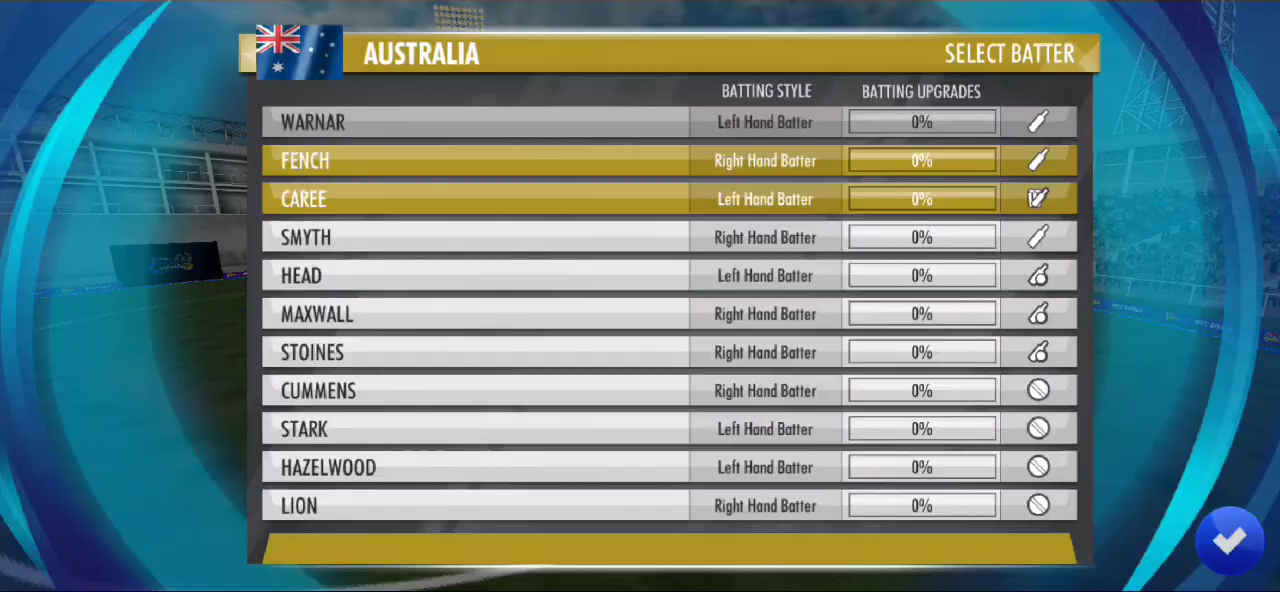 AUSTRALIA SELECT BATTER
BATTING STYLE BATTING UPGRADES
WARNAR Left Hand Batter 0%
FENCH Right Hand Batter 0%
CAREE Left Hand Batter 0%
SMYTH Right Hand Batter 0%
HEAD Left Hand Batter 0%
MAXWALL Right Hand Batter 0%
STOINES Right Hand Batter 0%
CUMMENS Right Hand Batter 0%
STARK Left Hand Batter 0%
HAZELWOOD Left Hand Batter 0%
LION Right Hand Batter 0%